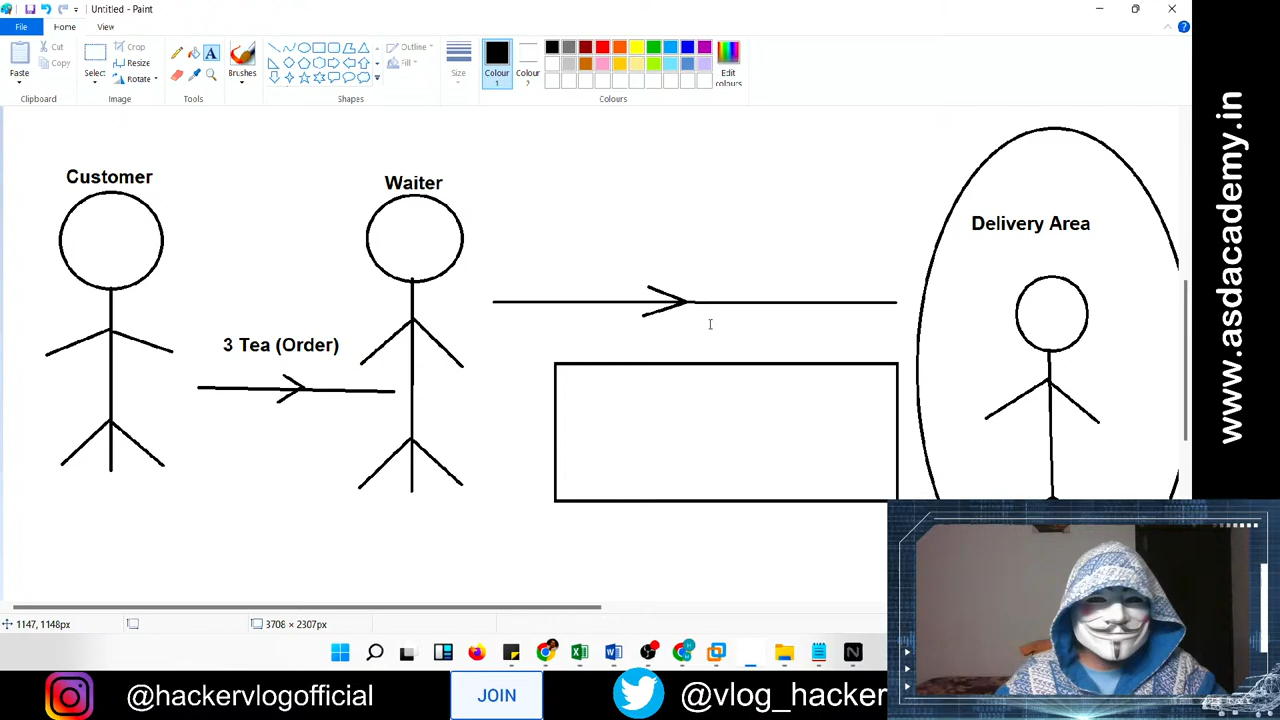 Untitled - Paint
File
Home
View
Paste
Cut
Copy
Clipboard
Select
Crop
Resize
Rotate
Image
A
Tools
Brushes
Outline
Fill
Shapes
Size
Colour
1
Colour
2
Edit
colours
Colours
Customer
Waiter
Delivery Area
3 Tea (Order)
1147, 1148px
3708 × 2307px
@hackervlogofficial
JOIN
@vlog_hacker
www.asdacademy.in